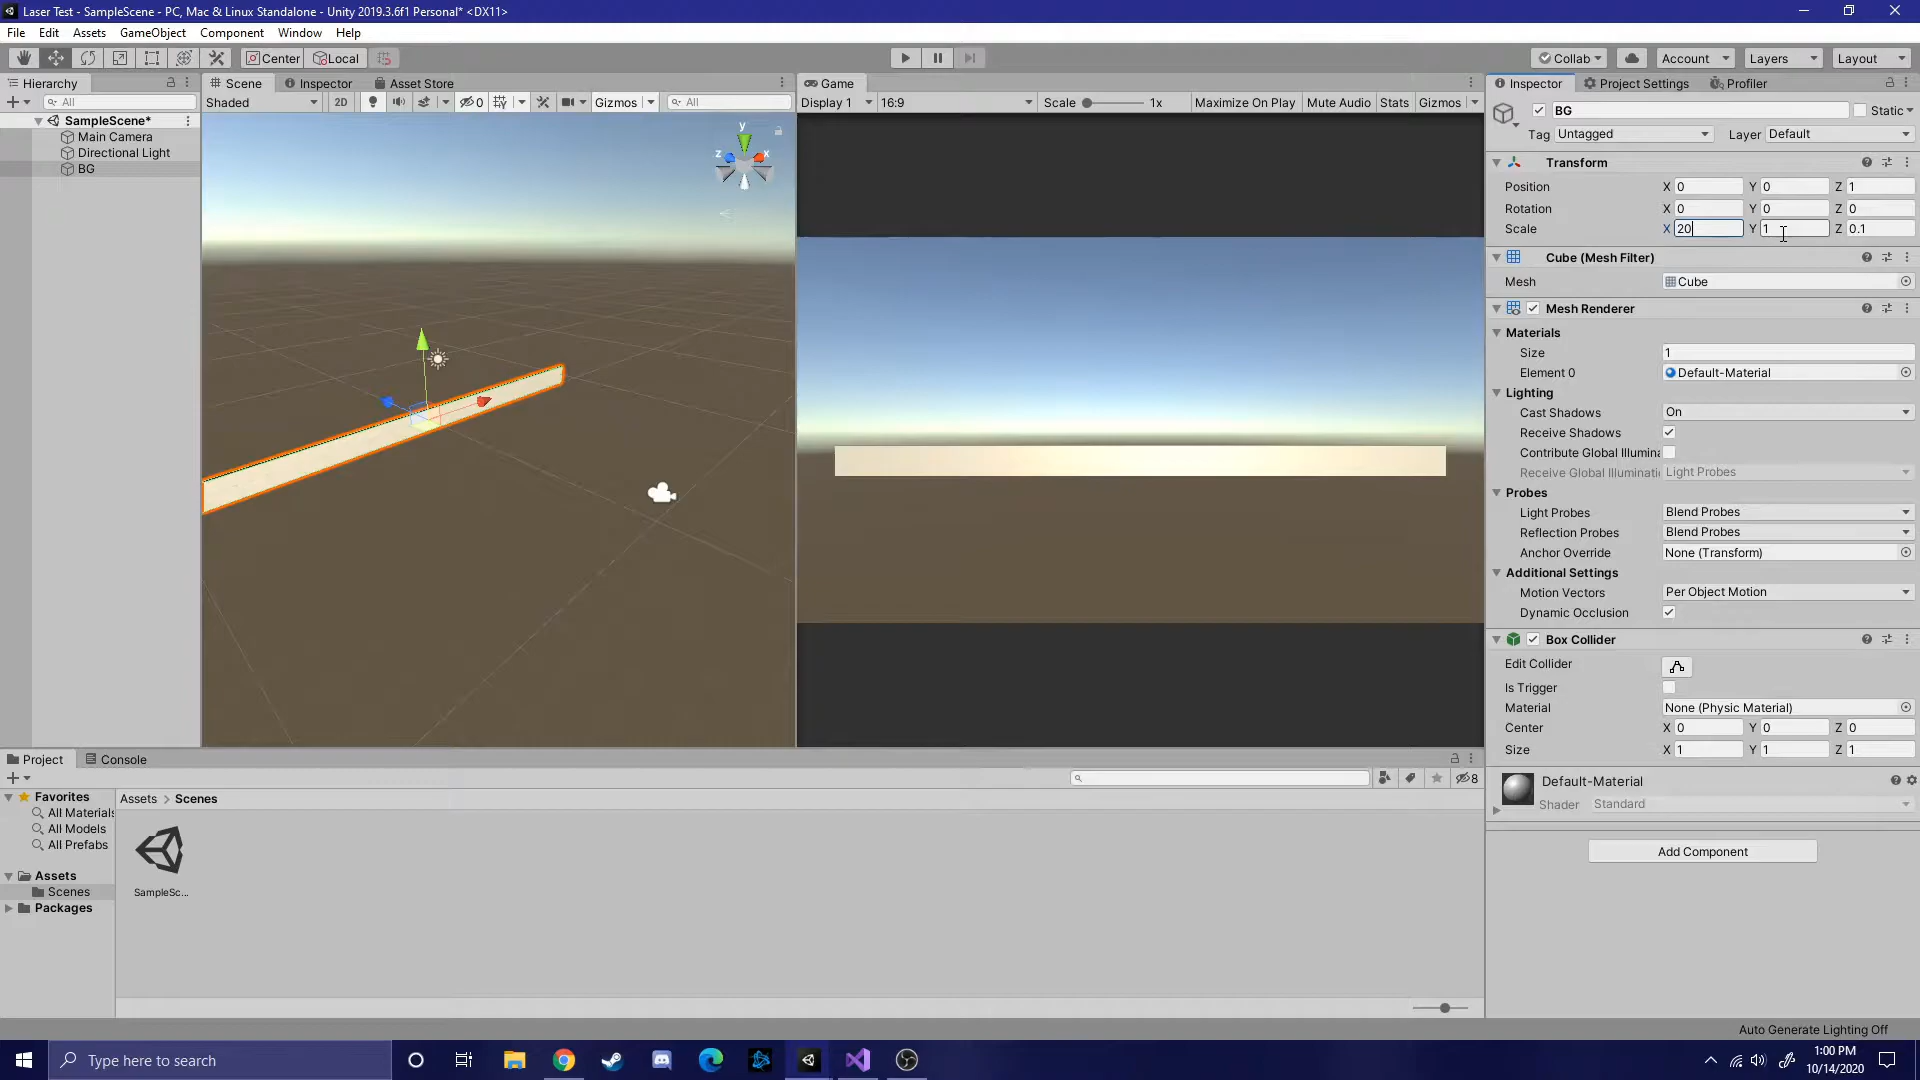 Laser Test - SampleScene - PC, Mac & Linux Standalone - Unity 2019.3.6f1 Personal* <DX11>
File Edit Assets GameObject Component Window Help
Center Local Collab Account Layers Layout
Hierarchy
All
SampleScene*
Main Camera
Directional Light
BG
Scene Inspector Asset Store
Shaded 2D 0 Gizmos All
y
z x
Game
Display 1 16:9 Scale 1x Maximize On Play Mute Audio Stats Gizmos
Inspector Project Settings Profiler
BG Static
Tag Untagged Layer Default
Transform
Position X 0 Y 0 Z 1
Rotation X 0 Y 0 Z 0
Scale X 20 Y 1 Z 0.1
Cube (Mesh Filter)
Mesh Cube
Mesh Renderer
Materials
Size 1
Element 0 Default-Material
Lighting
Cast Shadows On
Receive Shadows
Contribute Global Illumina
Receive Global Illuminati Light Probes
Probes
Light Probes Blend Probes
Reflection Probes Blend Probes
Anchor Override None (Transform)
Additional Settings
Motion Vectors Per Object Motion
Dynamic Occlusion
Box Collider
Edit Collider
Is Trigger
Material None (Physic Material)
Center X 0 Y 0 Z 0
Size X 1 Y 1 Z 1
Default-Material
Shader Standard
Add Component
Project Console
8
Favorites
All Materials
All Models
All Prefabs
Assets
Scenes
Packages
Assets > Scenes
SampleSc...
Auto Generate Lighting Off
Type here to search
1:00 PM
10/14/2020